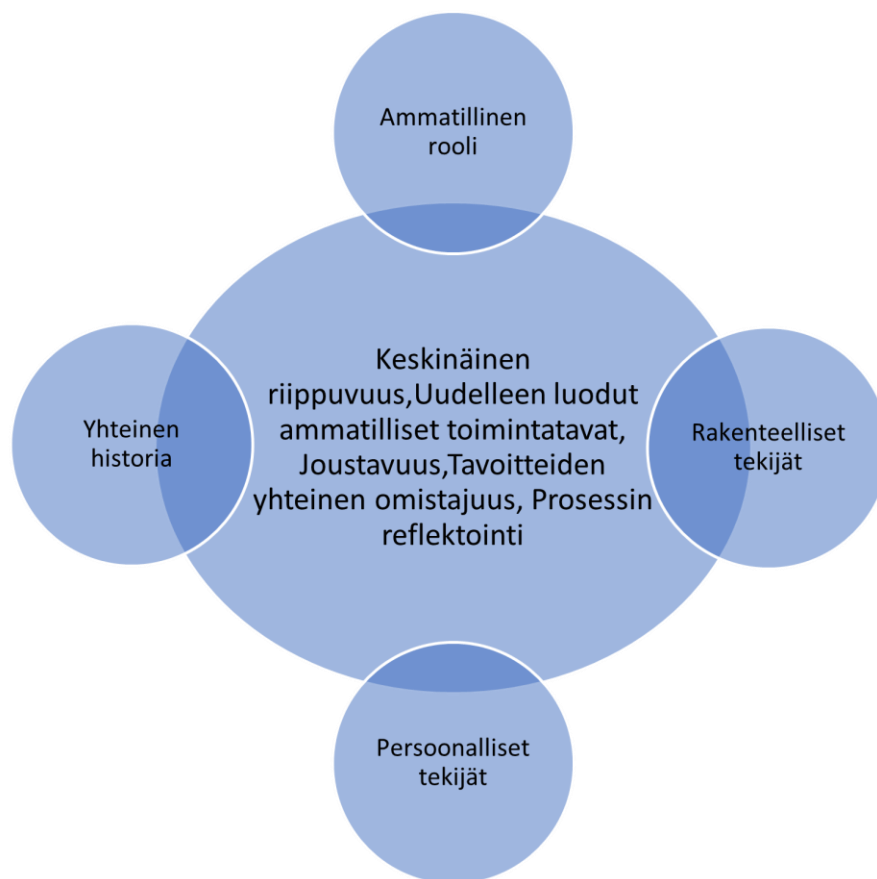 Ammatillinen
rooli
Keskinäinen
riippuvuus,Uudelleen luodut
ammatilliset toimintatavat,
Joustavuus,Tavoitteiden
yhteinen omistajuus, Prosessin
reflektointi
Yhteinen
historia
Rakenteelliset
tekijät
Persoonalliset
tekijät